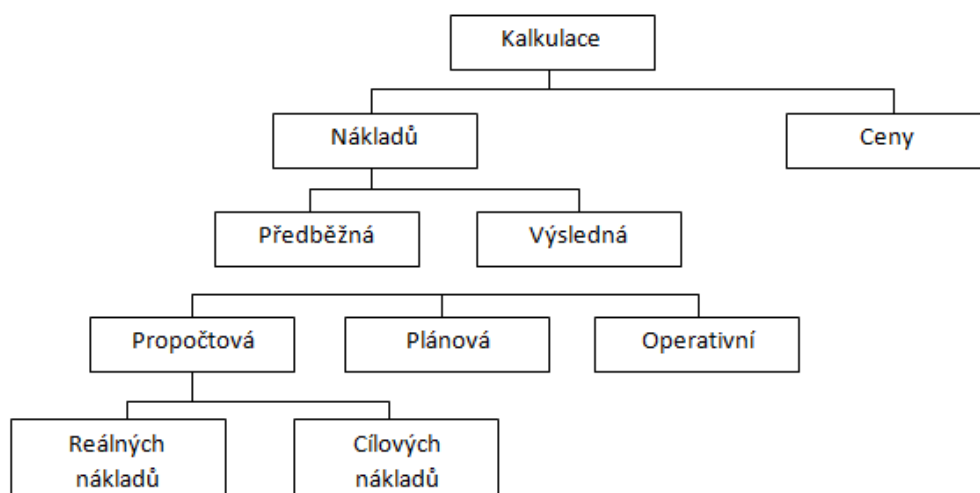 Kalkulace
Nákladů
Ceny
Předběžná
Výsledná
Propočtová
Plánová
Operativní
Reálných
nákladů
Cílových
nákladů